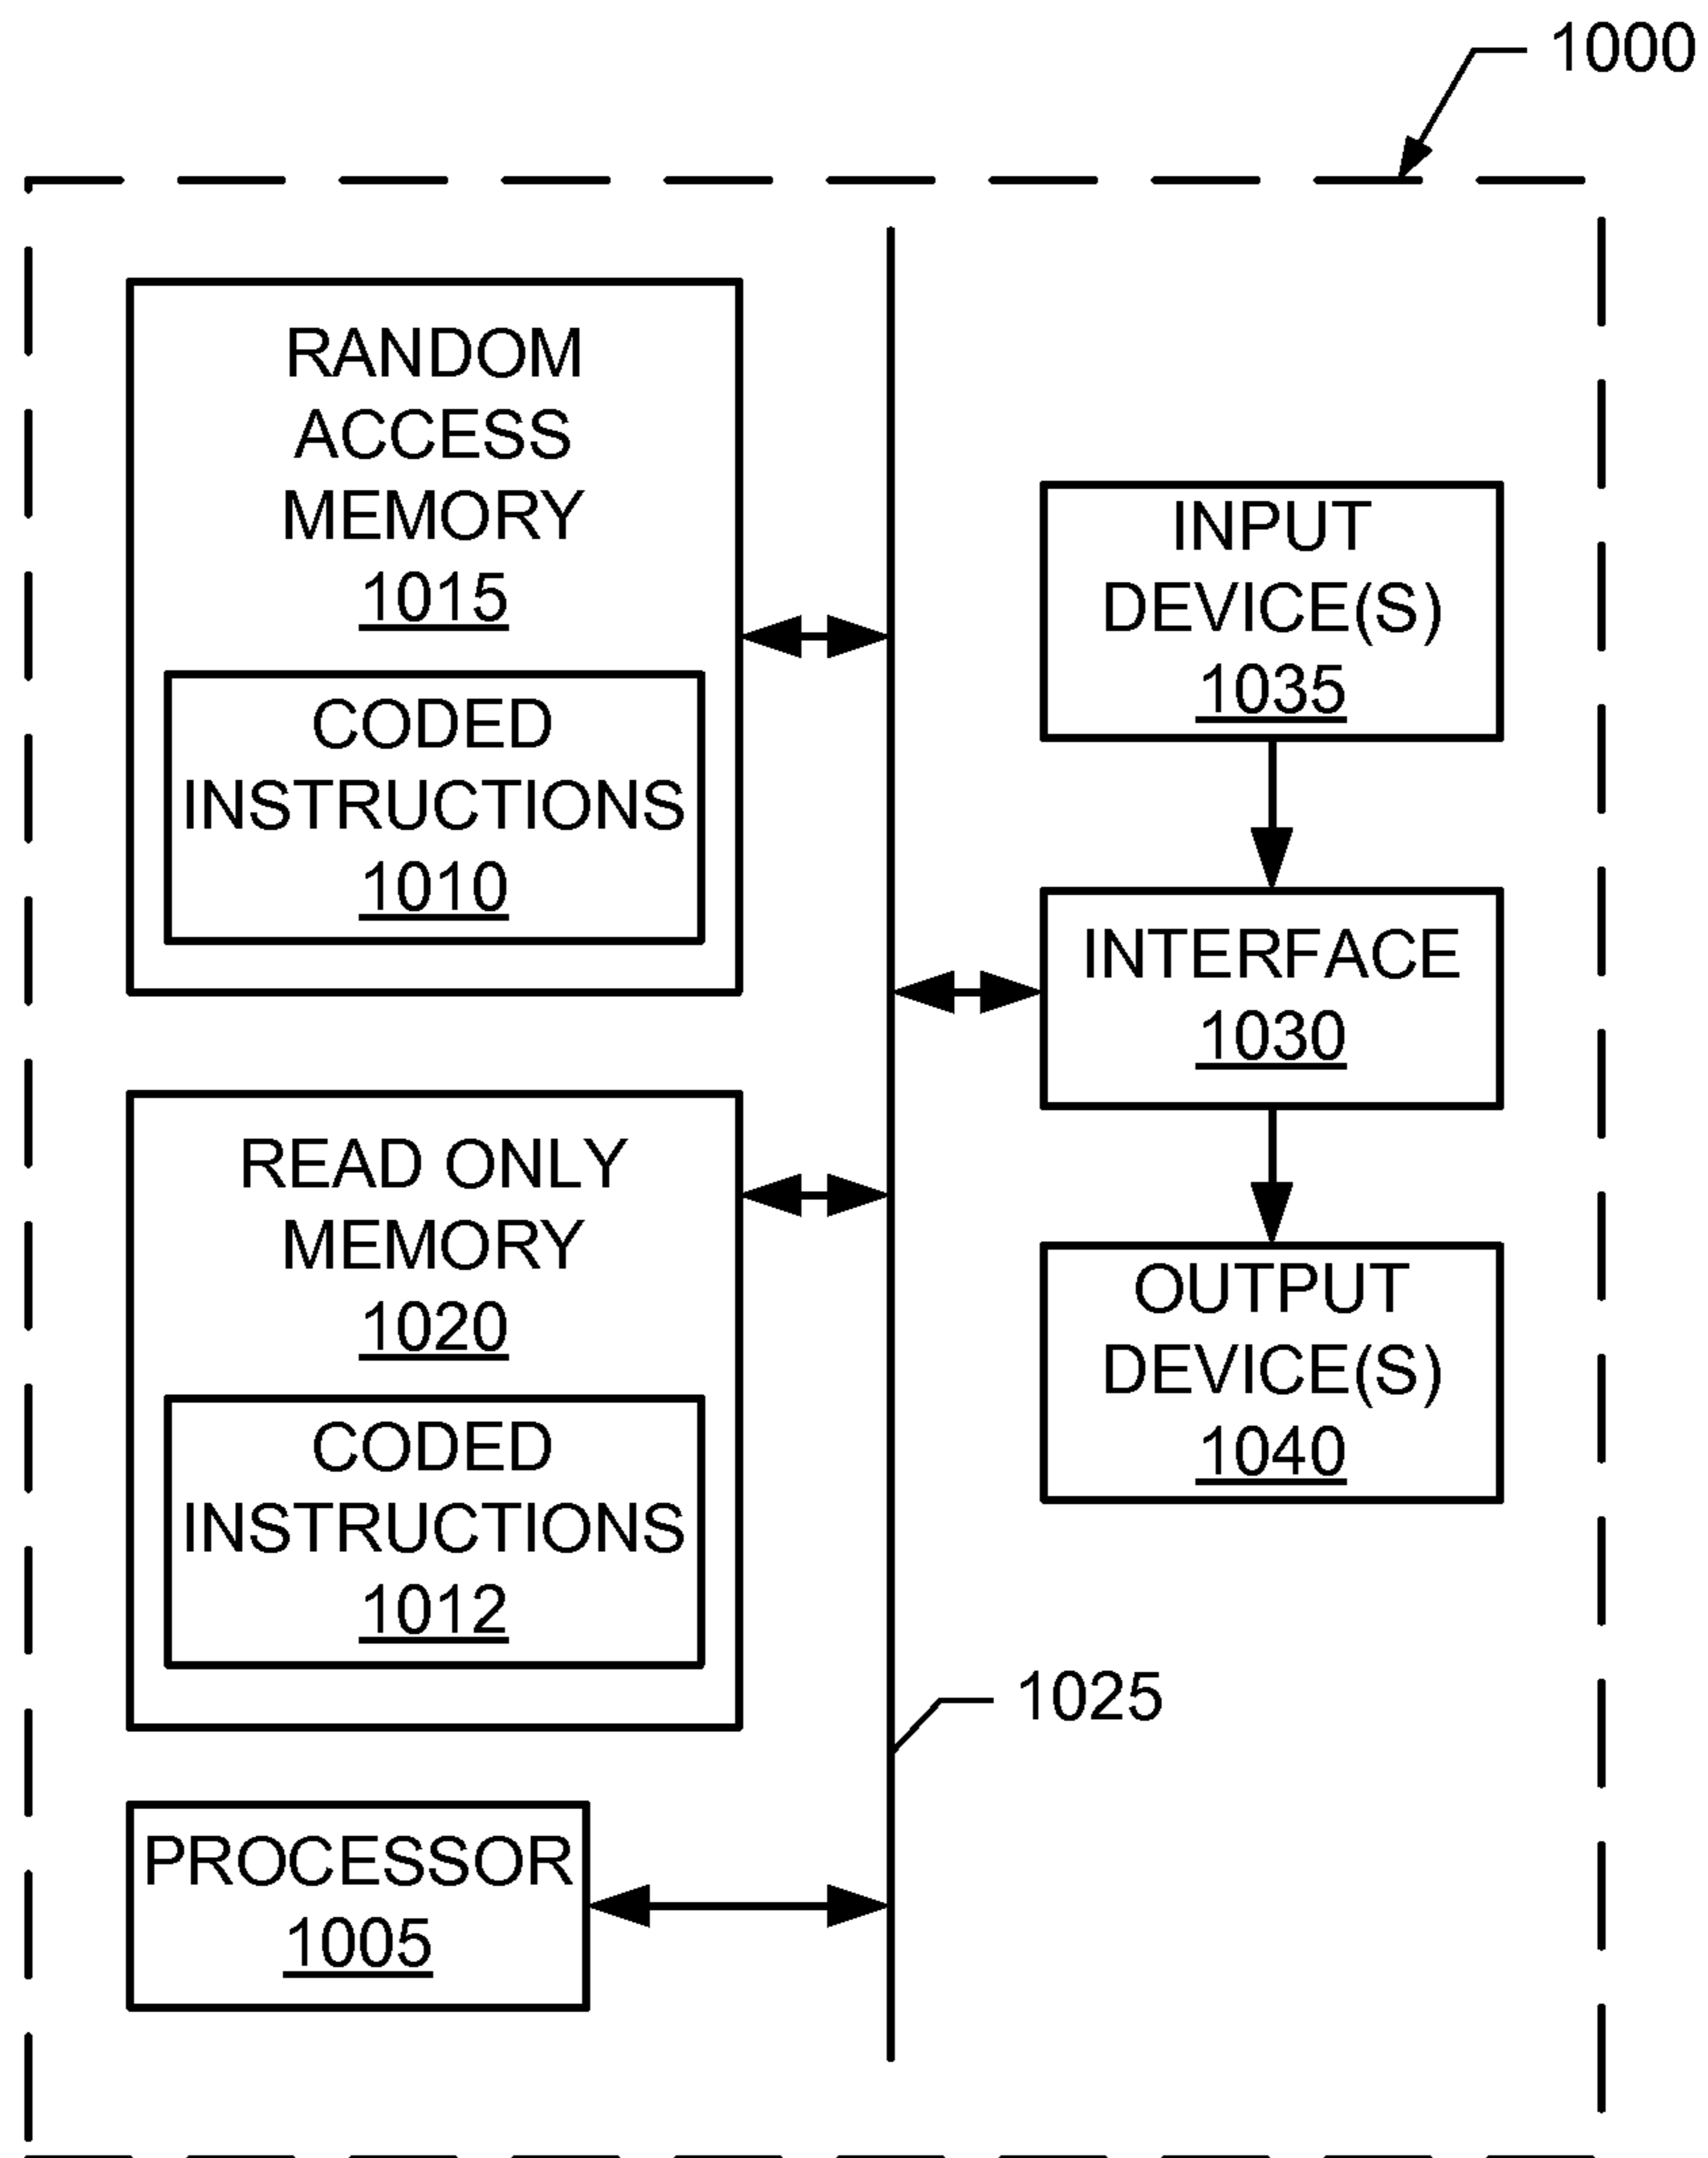 1000
RANDOM
ACCESS
MEMORY
1015
CODED
INSTRUCTIONS
1010
READ ONLY
MEMORY
1020
CODED
INSTRUCTIONS
1012
PROCESSOR
1005
INPUT
DEVICE(S)
1035
INTERFACE
1030
OUTPUT
DEVICE(S)
1040
1025